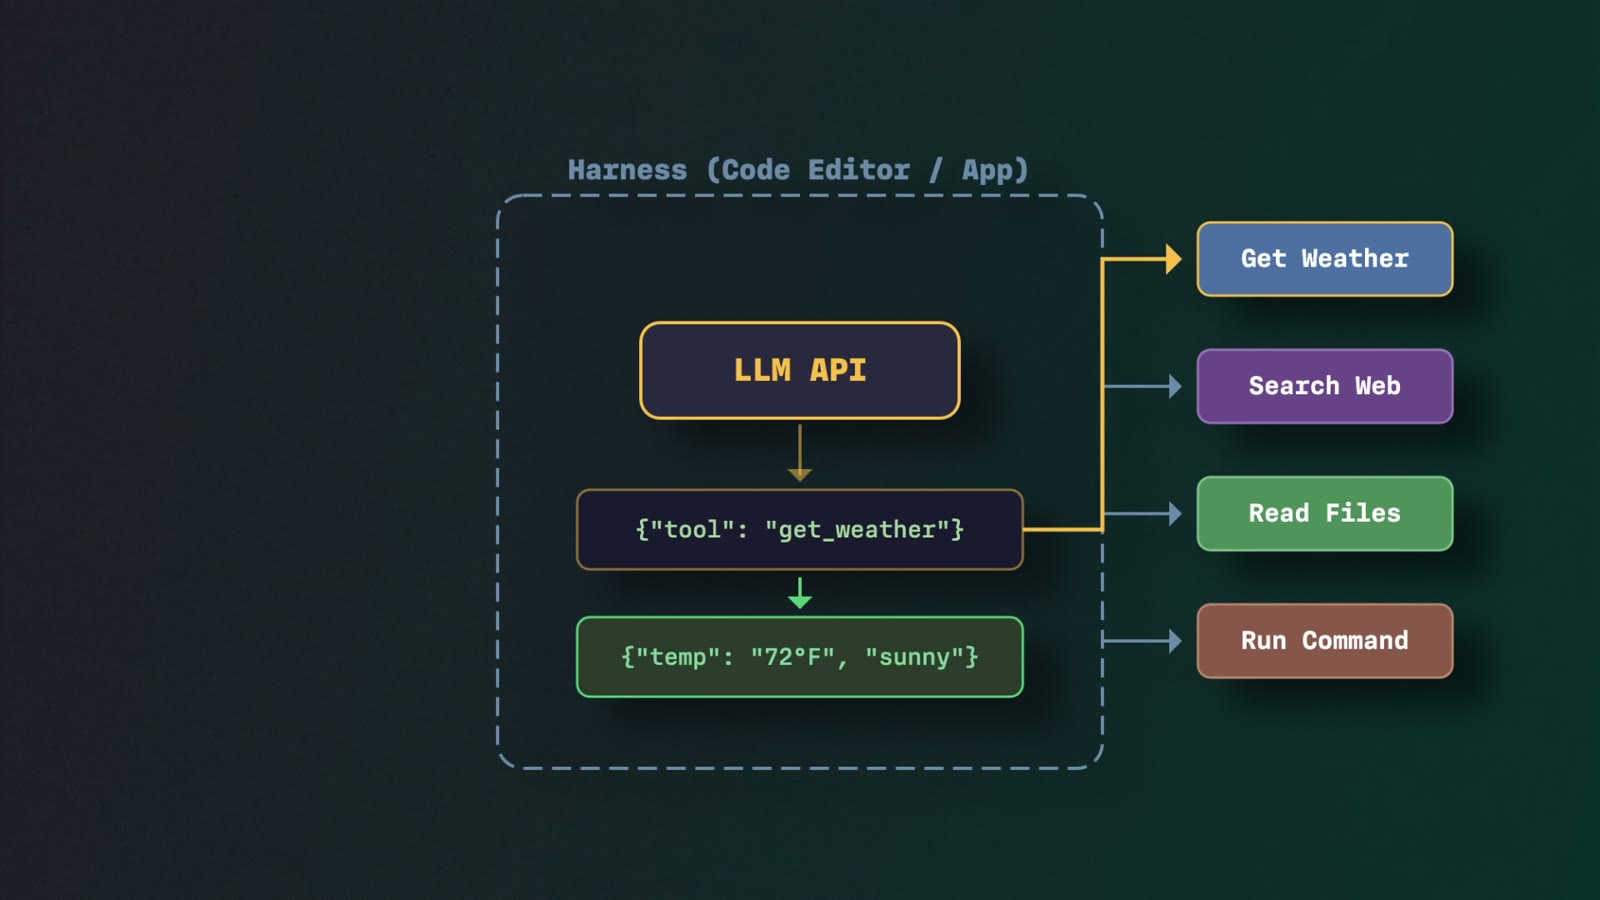 Harness (Code Editor / App)
LLM API
{"tool": "get_weather"}
{"temp": "72°F", "sunny"}
Get Weather
Search Web
Read Files
Run Command